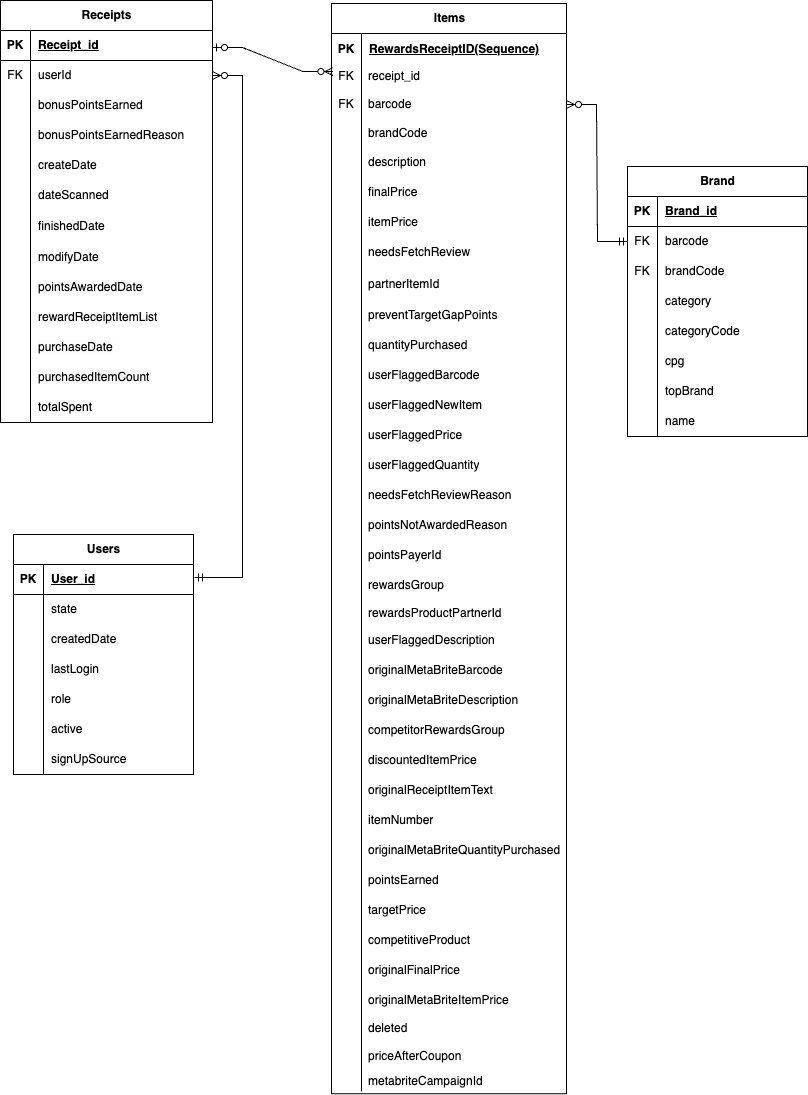 Receipts
PK Receipt_id
FK userId
bonusPointsEarned
bonusPointsEarnedReason
createDate
dateScanned
finishedDate
modifyDate
pointsAwardedDate
rewardReceiptItemList
purchaseDate
purchasedItemCount
totalSpent
Users
PK User_id
state
createdDate
lastLogin
role
active
signUpSource
Items
PK RewardsReceiptID(Sequence)
FK receipt_id
FK barcode
brandCode
description
finalPrice
itemPrice
needsFetchReview
partnerItemId
preventTargetGapPoints
quantityPurchased
userFlaggedBarcode
userFlaggedNewItem
userFlaggedPrice
userFlaggedQuantity
needsFetchReviewReason
pointsNotAwardedReason
pointsPayerId
rewardsGroup
rewardsProductPartnerId
userFlaggedDescription
originalMetaBriteBarcode
originalMetaBriteDescription
competitorRewardsGroup
discountedItemPrice
originalReceiptItemText
itemNumber
originalMetaBriteQuantityPurchased
pointsEarned
targetPrice
competitiveProduct
originalFinalPrice
originalMetaBriteItemPrice
deleted
priceAfterCoupon
metabriteCampaignId
Brand
PK Brand_id
FK barcode
FK brandCode
category
categoryCode
cpg
topBrand
name